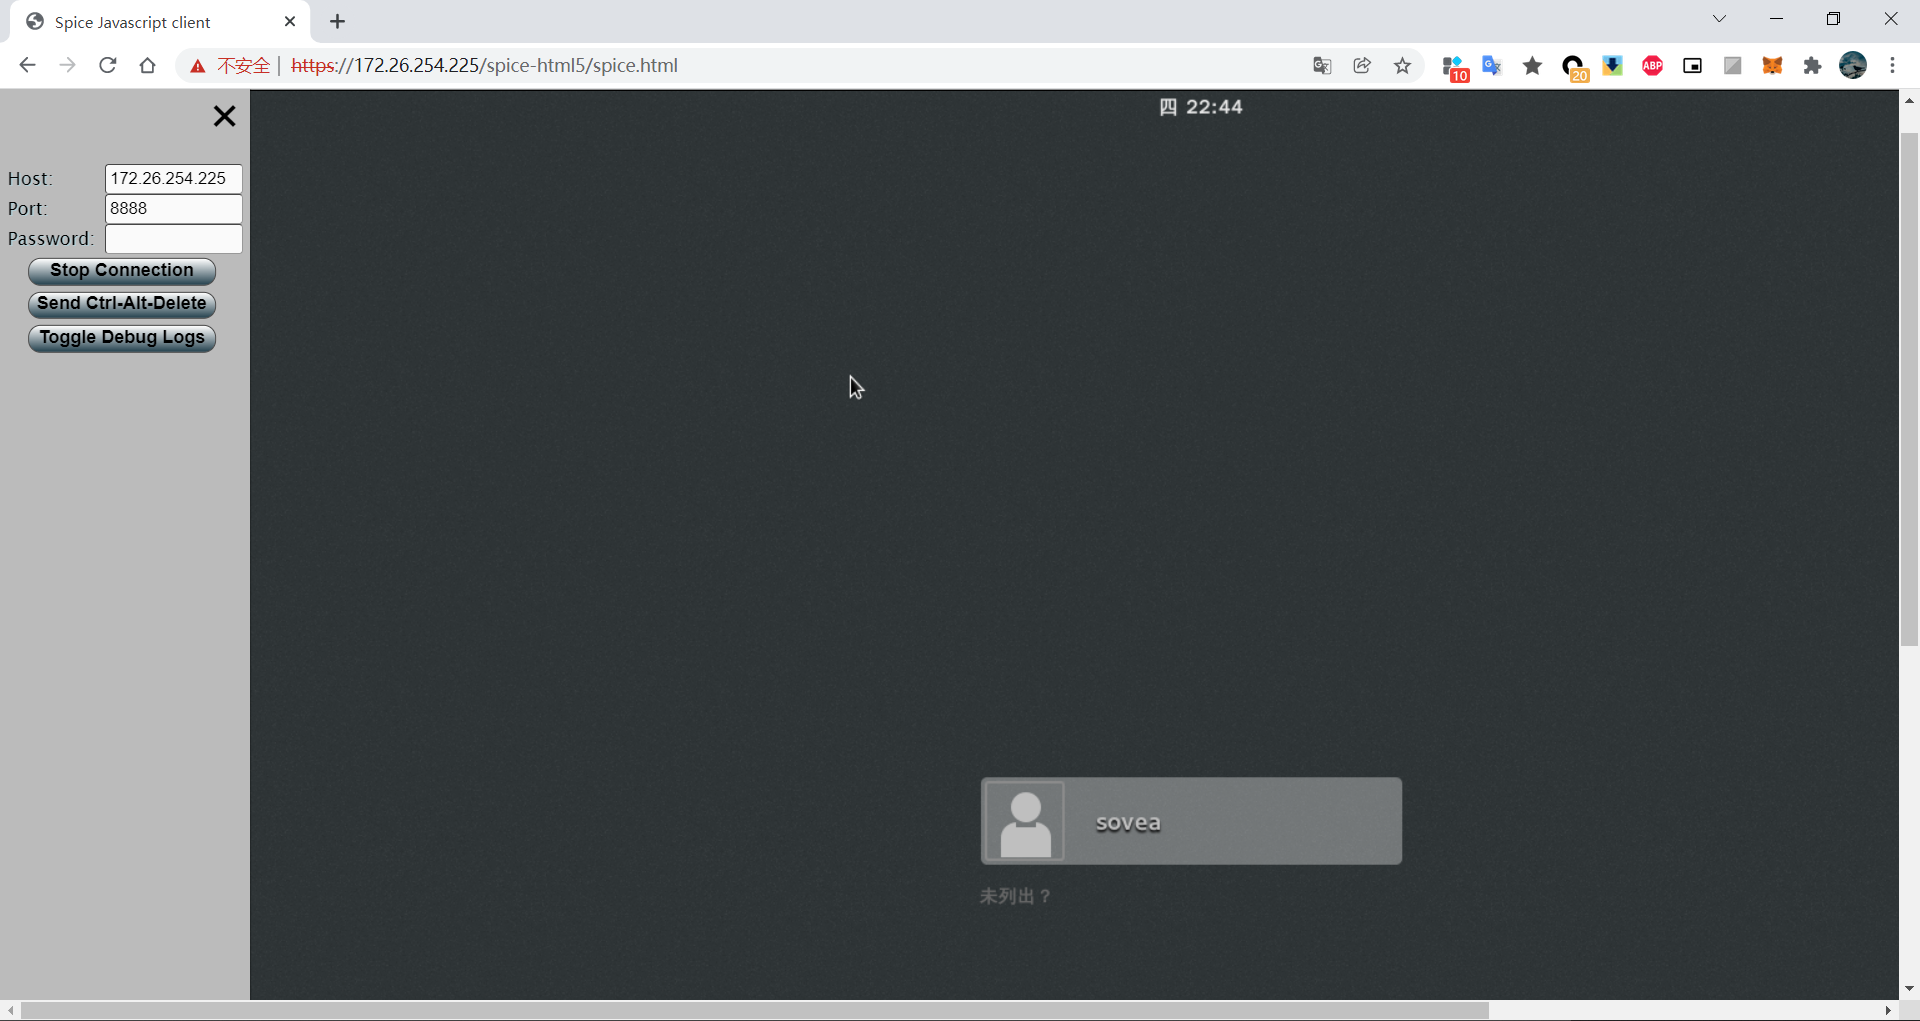 Spice Javascript client
不安全 https://172.26.254.225/spice-html5/spice.html
10
20
ABP
四 22:44
Host: 172.26.254.225
Port: 8888
Password:
Stop Connection
Send Ctrl-Alt-Delete
Toggle Debug Logs
sovea
未列出？